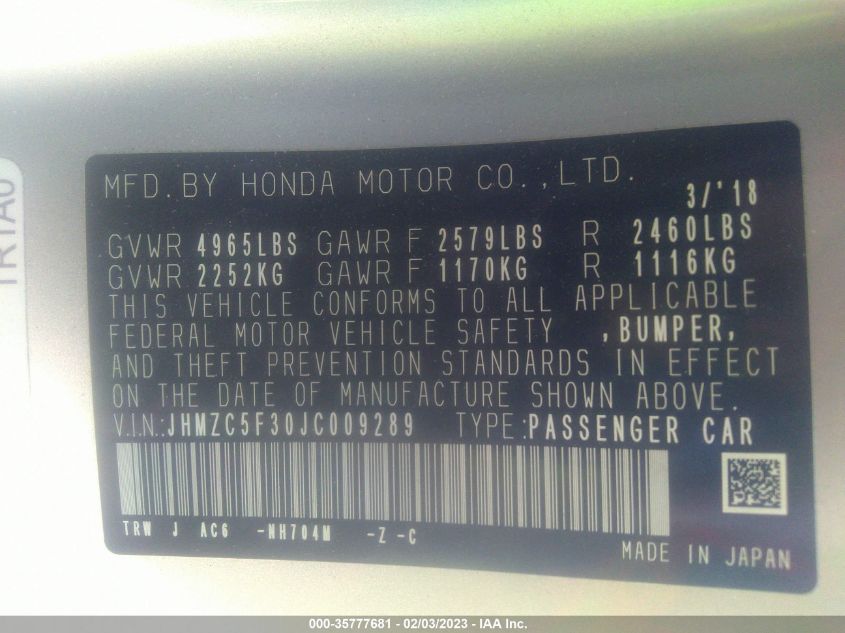 MFD. BY HONDA MOTOR CO., LTD. 3/'18
GVWR 4965LBS GAWR F 2579LBS R 2460LBS
GVWR 2252KG GAWR F 1170KG R 1116KG
THIS VEHICLE CONFORMS TO ALL APPLICABLE
FEDERAL MOTOR VEHICLE SAFETY , BUMPER,
AND THEFT PREVENTION STANDARDS IN EFFECT
ON THE DATE OF MANUFACTURE SHOWN ABOVE.
V.I.N.: JHMZC5F30JC009289 TYPE: PASSENGER CAR
TRW J AC6 -NH704M -Z -C
MADE IN JAPAN
TR1A0
000-35777681 - 02/03/2023 - IAA Inc.